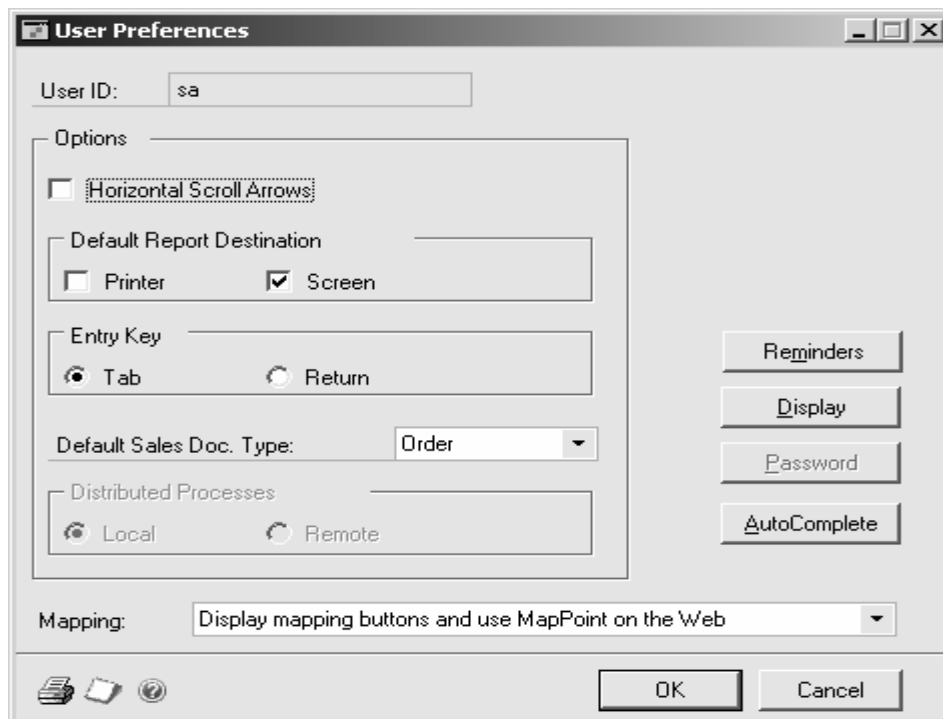 User Preferences
User ID: sa
Options
Horizontal Scroll Arrows
Default Report Destination
Printer Screen
Entry Key
Tab Return
Reminders
Display
Default Sales Doc. Type: Order
Password
Distributed Processes
Local Remote
AutoComplete
Mapping: Display mapping buttons and use MapPoint on the Web
OK Cancel